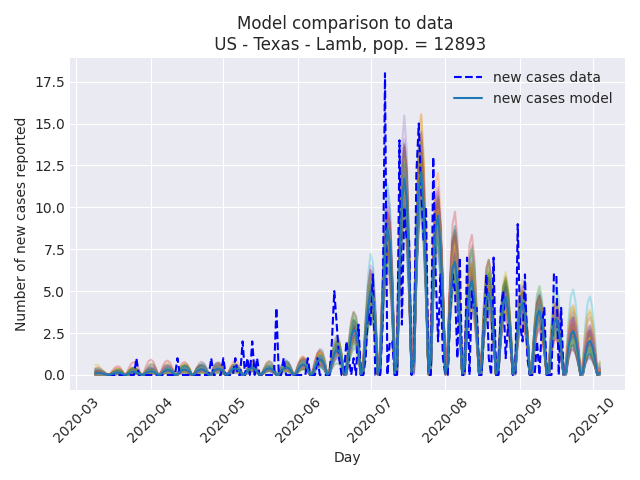 Model comparison to data
US - Texas - Lamb, pop. = 12893
new cases data
new cases model
Number of new cases reported
17.5
15.0
12.5
10.0
7.5
5.0
2.5
0.0
2020-03
2020-04
2020-05
2020-06
2020-07
2020-08
2020-09
2020-10
Day